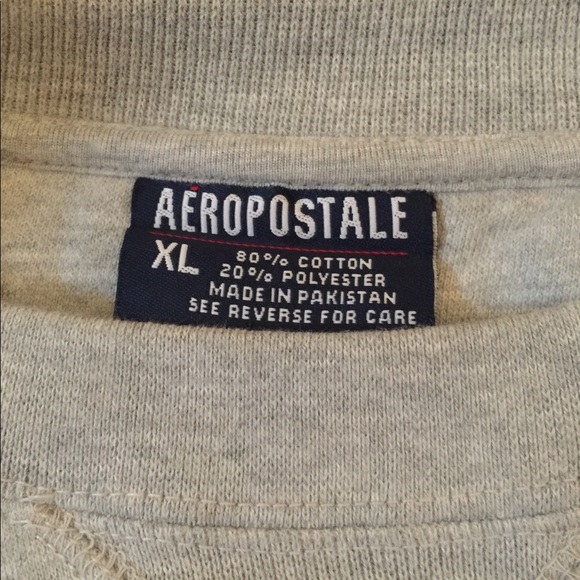 AÉROPOSTALE
XL
80% COTTON
20% POLYESTER
MADE IN PAKISTAN
SEE REVERSE FOR CARE